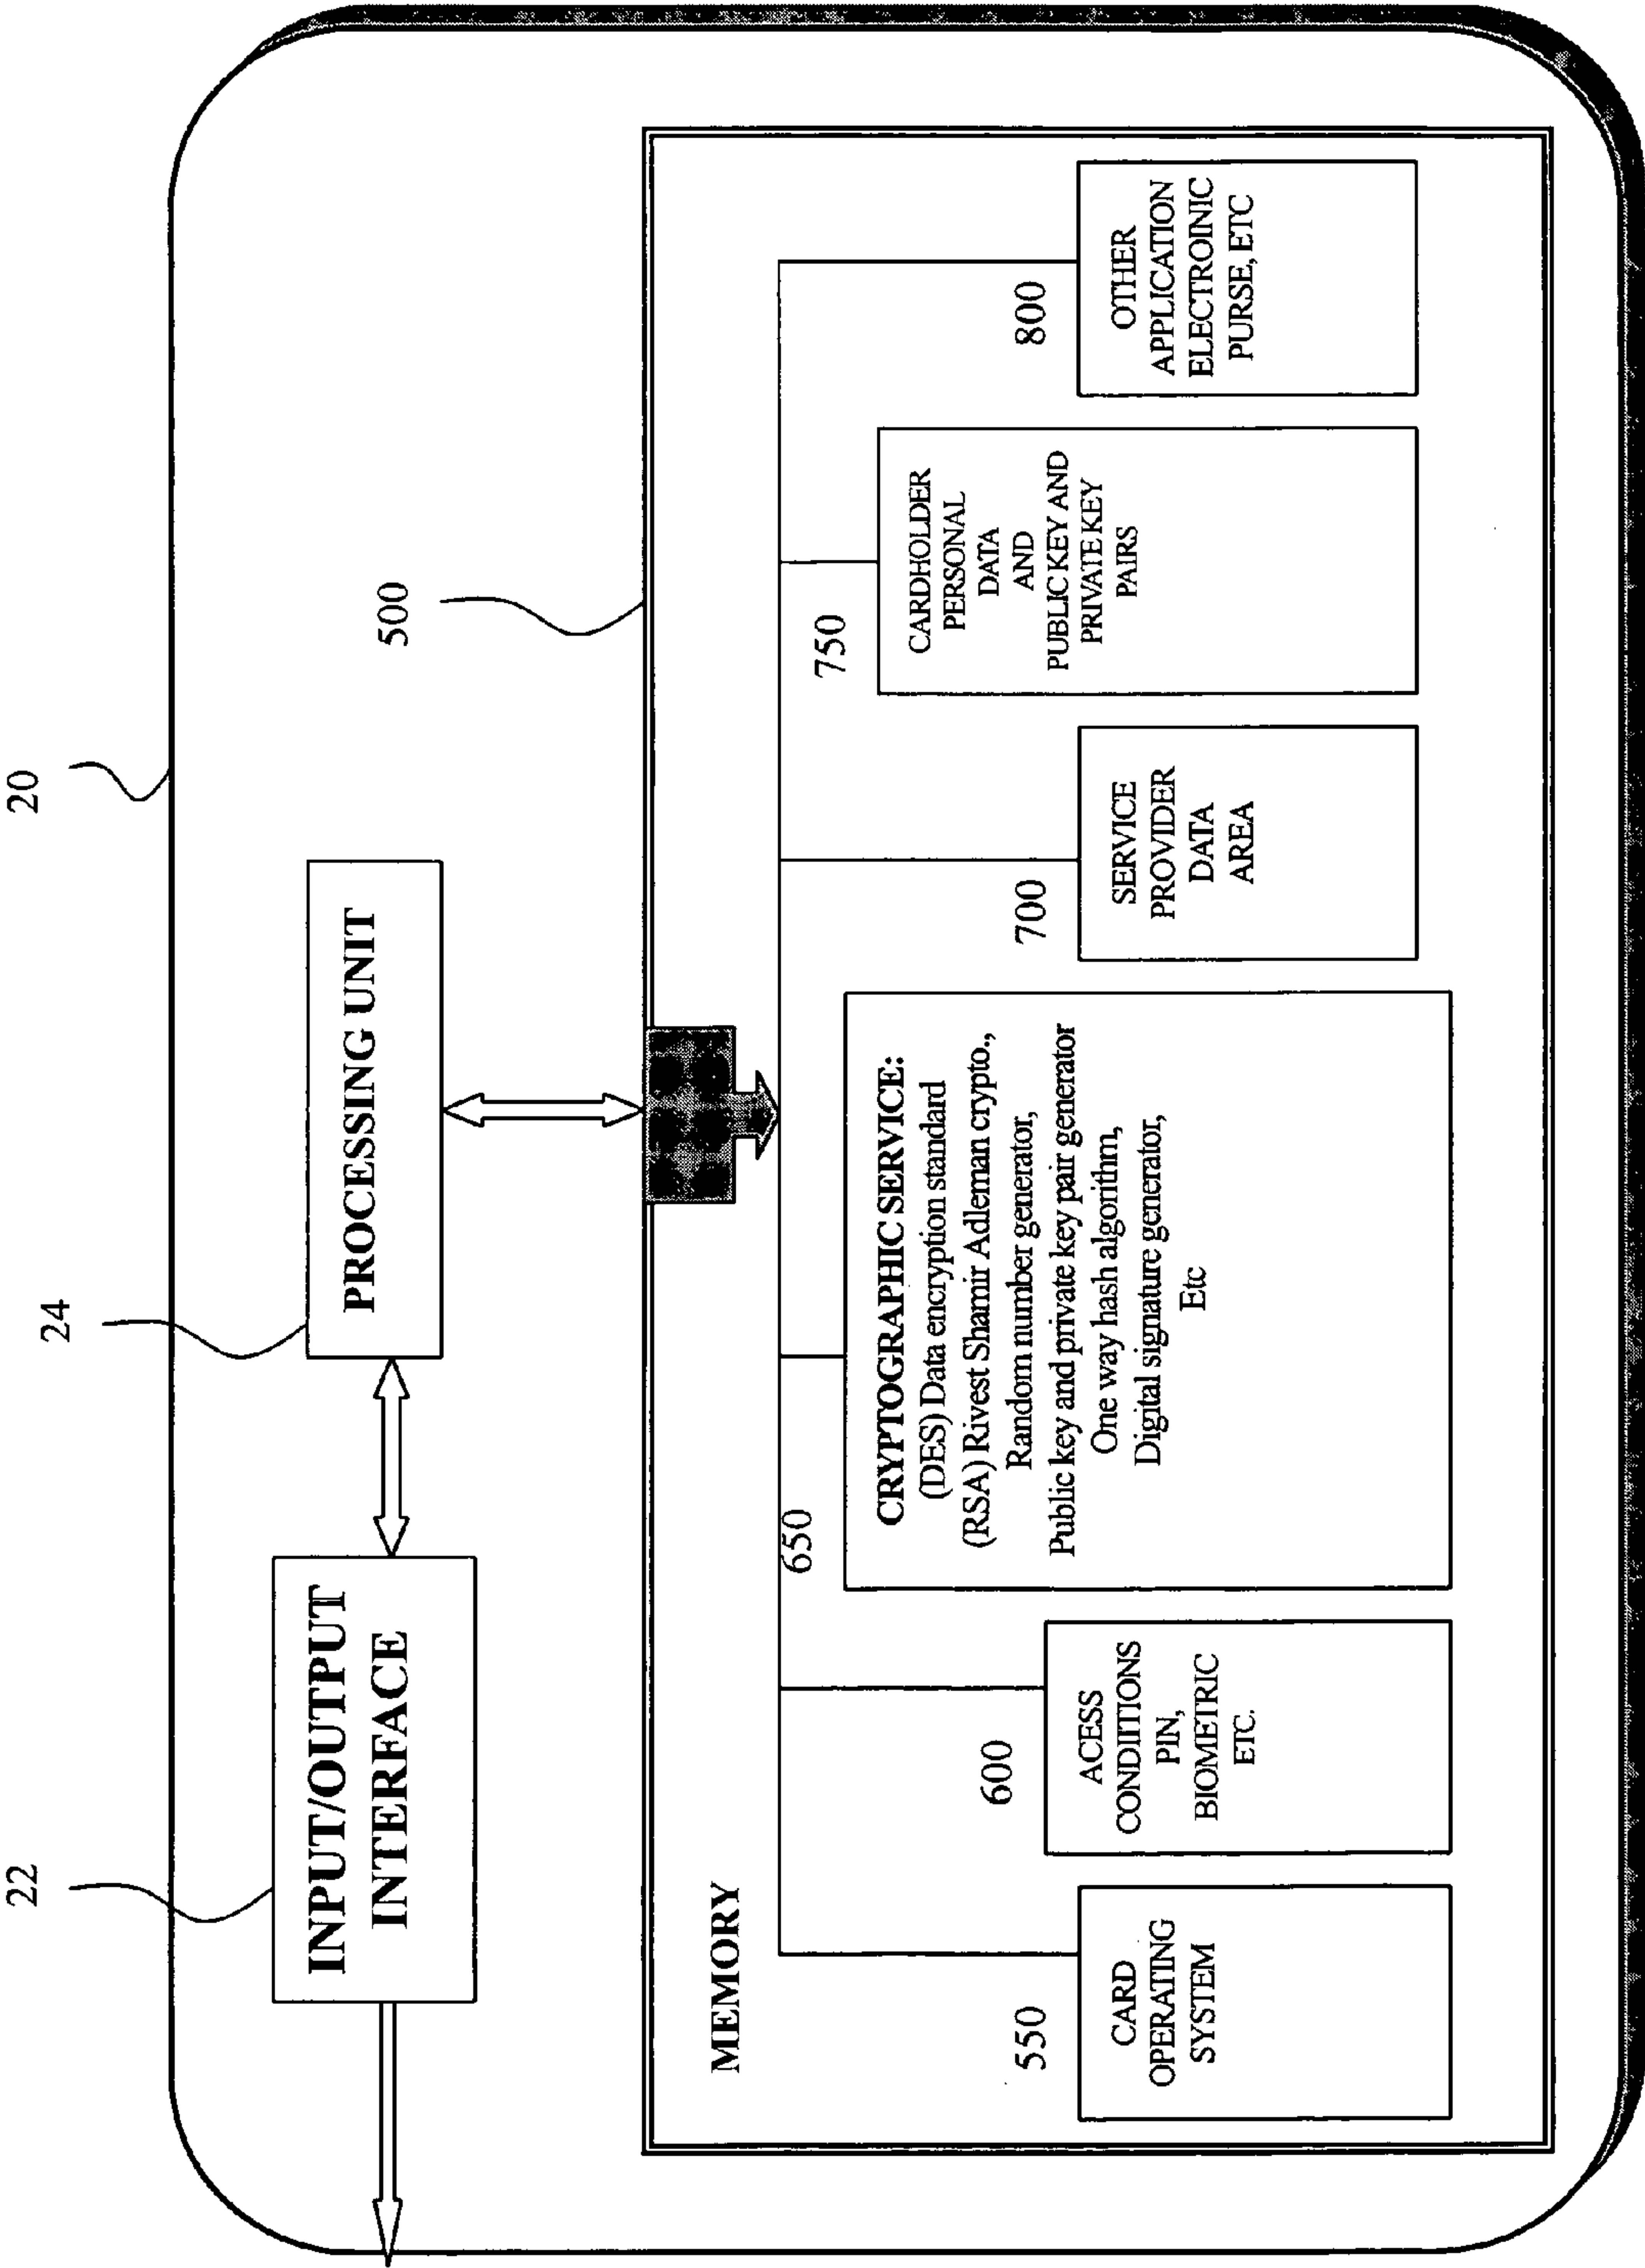 20
22
24
INPUT/OUTPUT
INTERFACE
PROCESSING UNIT
500
MEMORY
550
CARD
OPERATING
SYSTEM
600
ACESS
CONDITIONS
PIN,
BIOMETRIC
ETC.
650
CRYPTOGRAPHIC SERVICE:
(DES) Data encryption standard
(RSA) Rivest Shamir Adleman crypto.,
Random number generator,
Public key and private key pair generator
One way hash algorithm,
Digital signature generator,
Etc
700
SERVICE
PROVIDER
DATA
AREA
750
CARDHOLDER
PERSONAL
DATA
AND
PUBLIC KEY AND
PRIVATE KEY
PAIRS
800
OTHER
APPLICATION
ELECTROINIC
PURSE, ETC